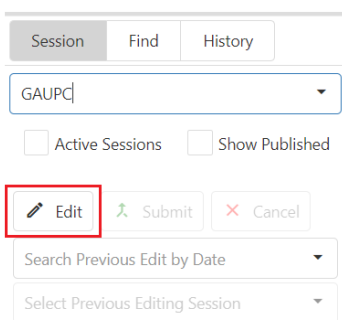 Session Find History
GAUPC
Active Sessions Show Published
Edit Submit Cancel
Search Previous Edit by Date
Select Previous Editing Session